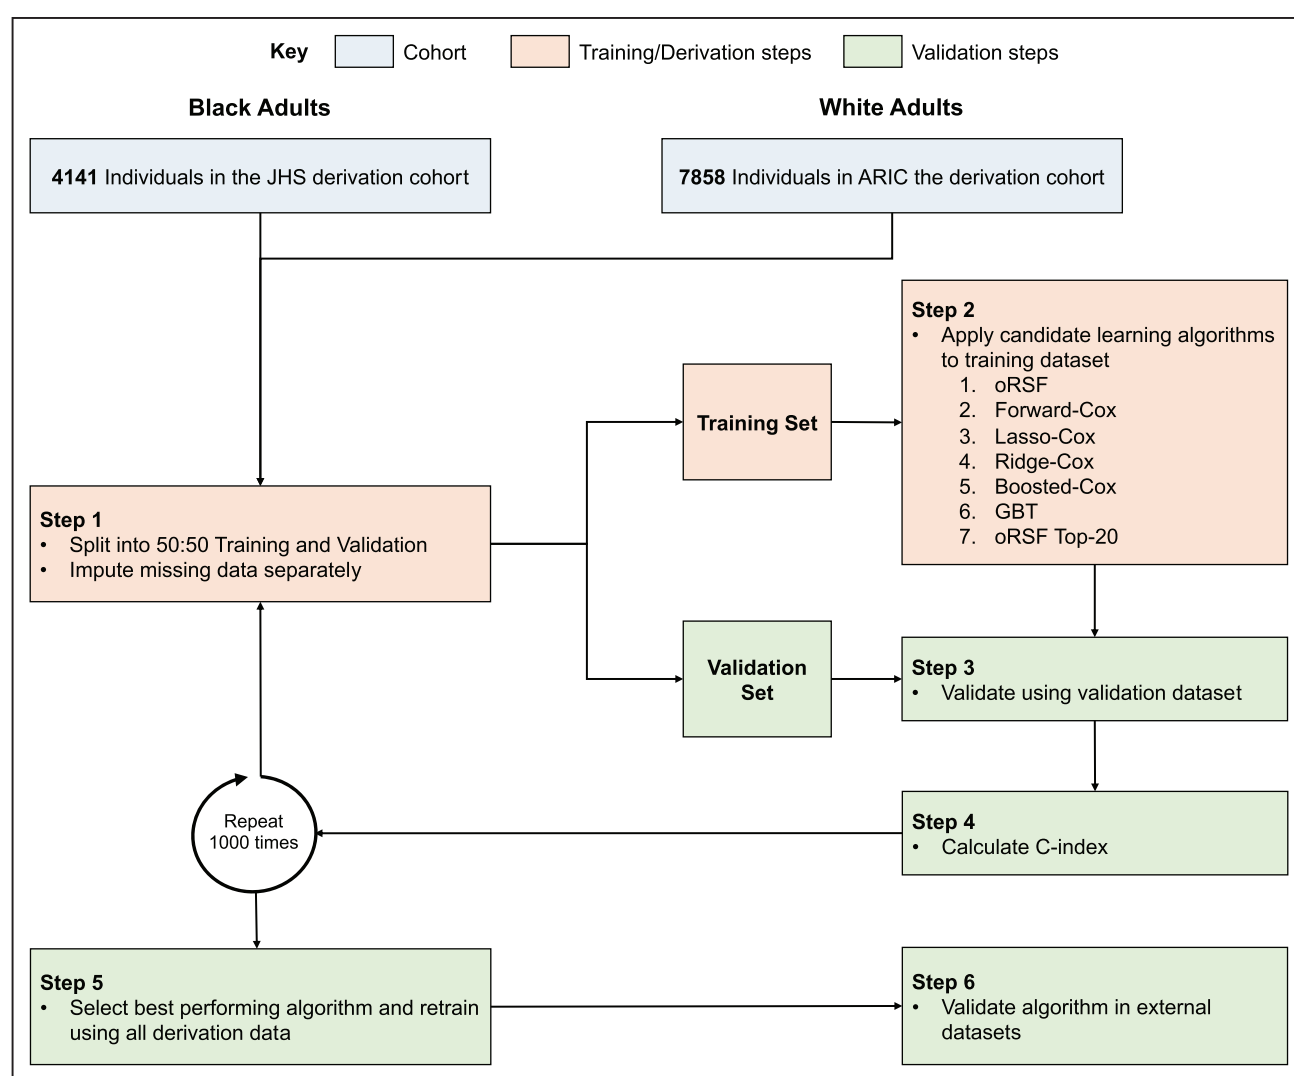 Key
Cohort
Training/Derivation steps
Validation steps
Black Adults
White Adults
4141 Individuals in the JHS derivation cohort
7858 Individuals in ARIC the derivation cohort
Step 1
• Split into 50:50 Training and Validation
• Impute missing data separately
Training Set
Step 2
• Apply candidate learning algorithms
to training dataset
1. oRSF
2. Forward-Cox
3. Lasso-Cox
4. Ridge-Cox
5. Boosted-Cox
6. GBT
7. oRSF Top-20
Validation
Set
Step 3
• Validate using validation dataset
Step 4
• Calculate C-index
Repeat
1000 times
Step 5
• Select best performing algorithm and retrain
using all derivation data
Step 6
• Validate algorithm in external
datasets